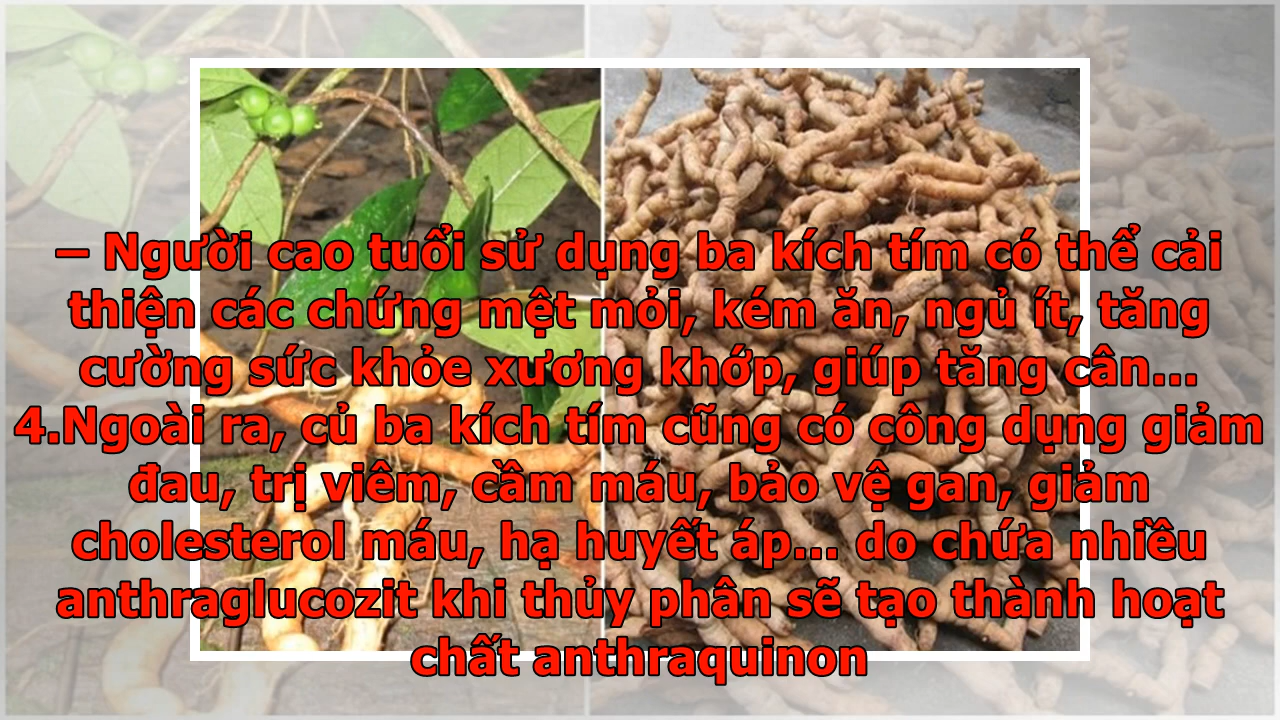 – Người cao tuổi sử dụng ba kích tím có thể cải
thiện các chứng mệt mỏi, kém ăn, ngủ ít, tăng
cường sức khỏe xương khớp, giúp tăng cân...
4.Ngoài ra, củ ba kích tím cũng có công dụng giảm
đau, trị viêm, cầm máu, bảo vệ gan, giảm
cholesterol máu, hạ huyết áp... do chứa nhiều
anthraglucozit khi thủy phân sẽ tạo thành hoạt
chất anthraquinon